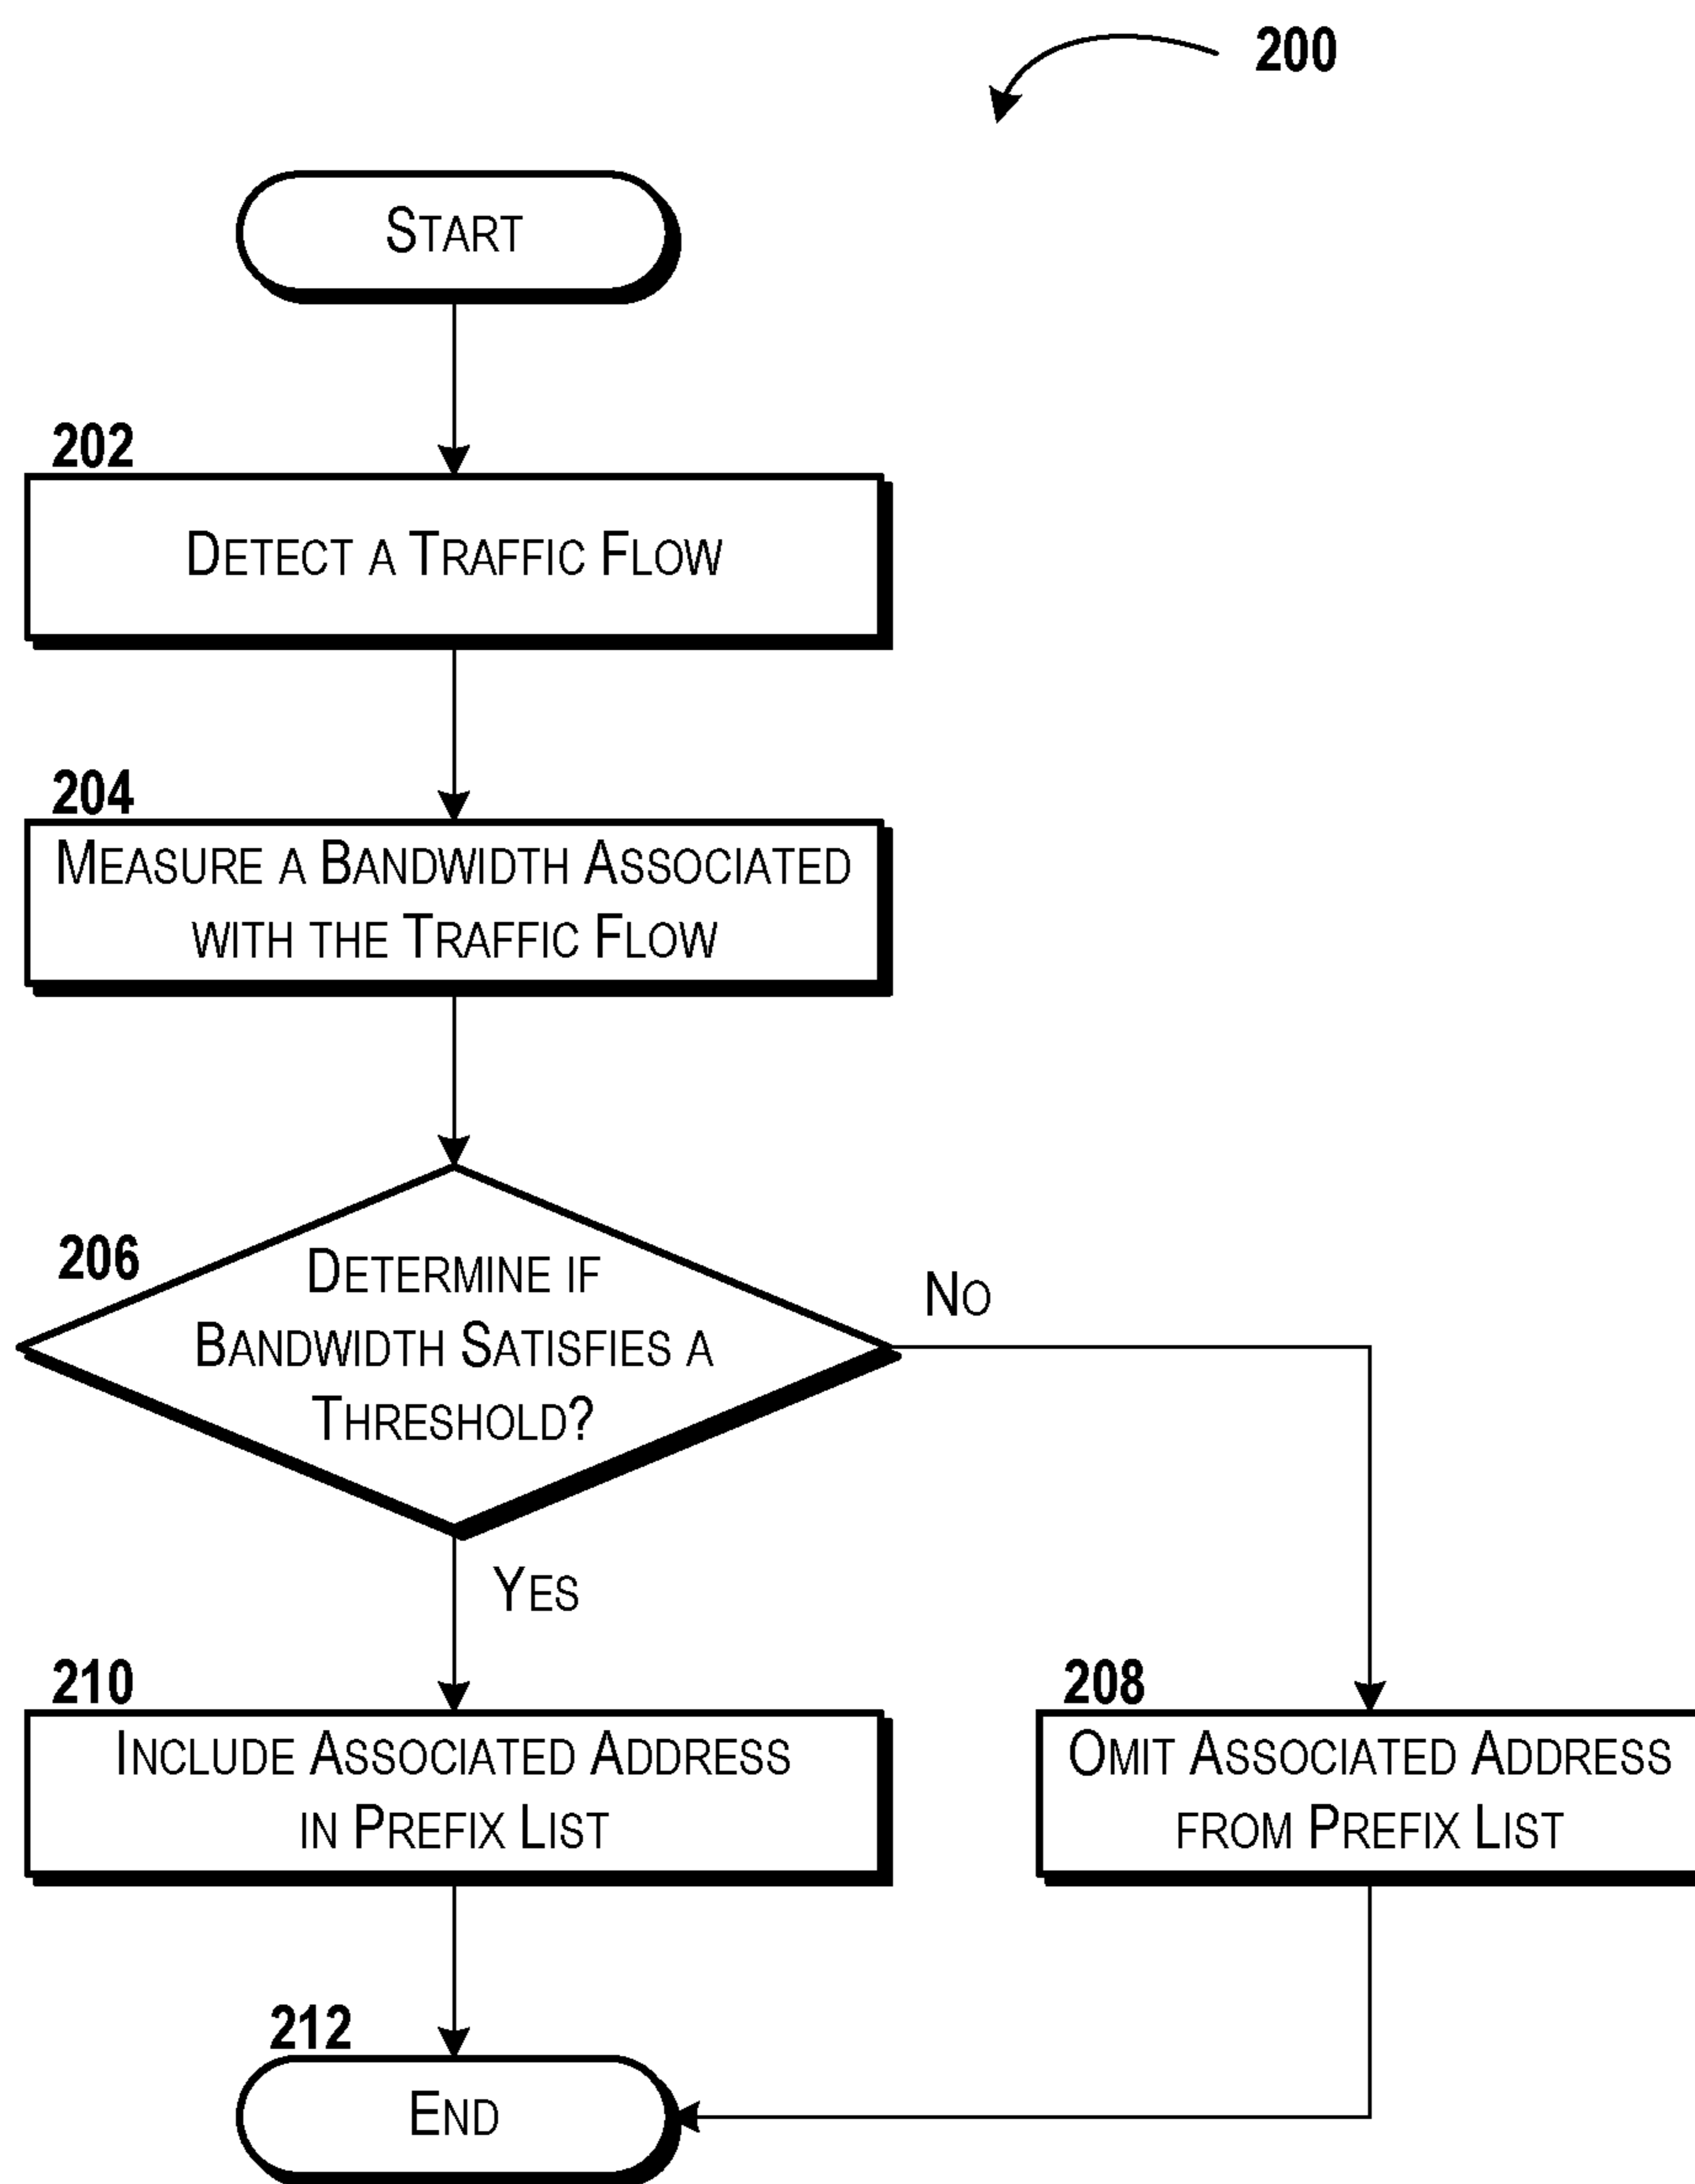 200
START
202
DETECT A TRAFFIC FLOW
204
MEASURE A BANDWIDTH ASSOCIATED
WITH THE TRAFFIC FLOW
206
DETERMINE IF
BANDWIDTH SATISFIES A
THRESHOLD?
NO
YES
210
INCLUDE ASSOCIATED ADDRESS
IN PREFIX LIST
208
OMIT ASSOCIATED ADDRESS
FROM PREFIX LIST
212
END